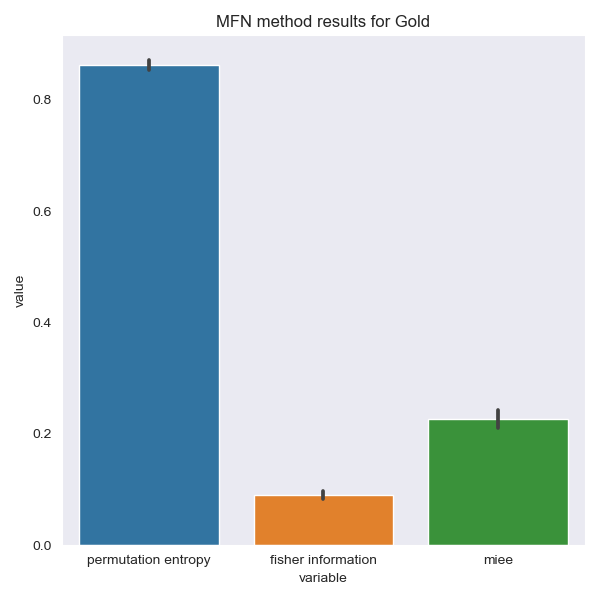 MFN method results for Gold
value
0.8
0.6
0.4
0.2
0.0
permutation entropy
fisher information
miee
variable